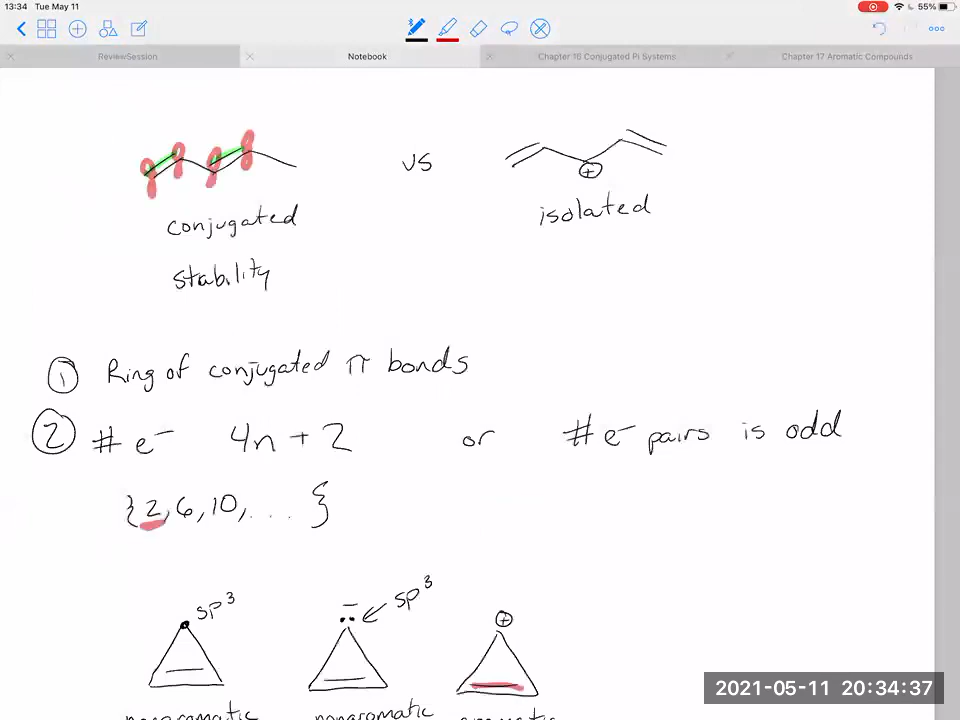 13:34 Tue May 11 55%
ReviewSession Notebook Chapter 16 Conjugated Pi Systems Chapter 17 Aromatic Compounds
vs
⊕
conjugated isolated
stability
① Ring of conjugated π bonds
② # e⁻ 4n + 2 or # e⁻ pairs is odd
{2, 6, 10, . . . }
sp³ sp³ ⊕
nonaromatic nonaromatic aromatic
2021-05-11 20:34:37